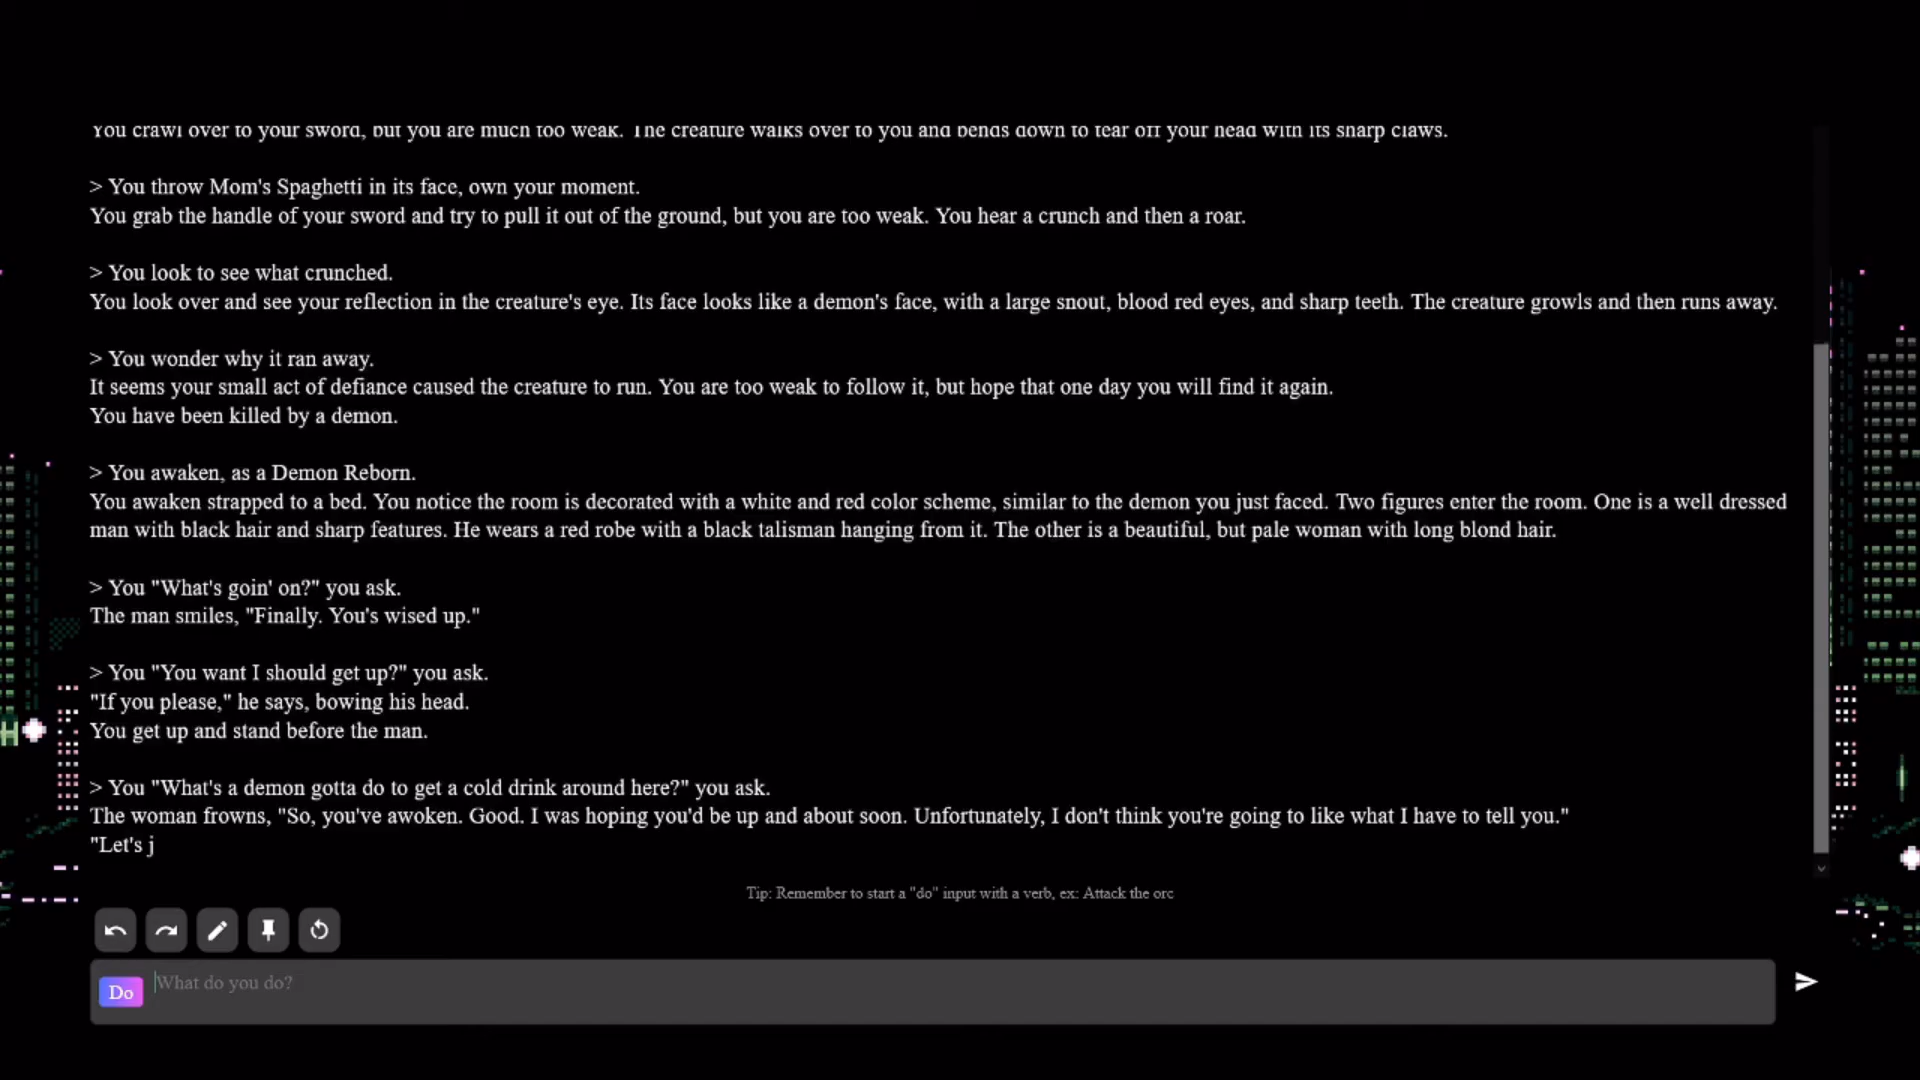 You crawl over to your sword, but you are much too weak. The creature walks over to you and bends down to tear off your head with its sharp claws.
> You throw Mom's Spaghetti in its face, own your moment.
You grab the handle of your sword and try to pull it out of the ground, but you are too weak. You hear a crunch and then a roar.
> You look to see what crunched.
You look over and see your reflection in the creature's eye. Its face looks like a demon's face, with a large snout, blood red eyes, and sharp teeth. The creature growls and then runs away.
> You wonder why it ran away.
It seems your small act of defiance caused the creature to run. You are too weak to follow it, but hope that one day you will find it again.
You have been killed by a demon.
> You awaken, as a Demon Reborn.
You awaken strapped to a bed. You notice the room is decorated with a white and red color scheme, similar to the demon you just faced. Two figures enter the room. One is a well dressed
man with black hair and sharp features. He wears a red robe with a black talisman hanging from it. The other is a beautiful, but pale woman with long blond hair.
> You "What's goin' on?" you ask.
The man smiles, "Finally. You's wised up."
> You "You want I should get up?" you ask.
"If you please," he says, bowing his head.
You get up and stand before the man.
> You "What's a demon gotta do to get a cold drink around here?" you ask.
The woman frowns, "So, you've awoken. Good. I was hoping you'd be up and about soon. Unfortunately, I don't think you're going to like what I have to tell you."
"Let's j
Tip: Remember to start a "do" input with a verb, ex: Attack the orc
Do What do you do?